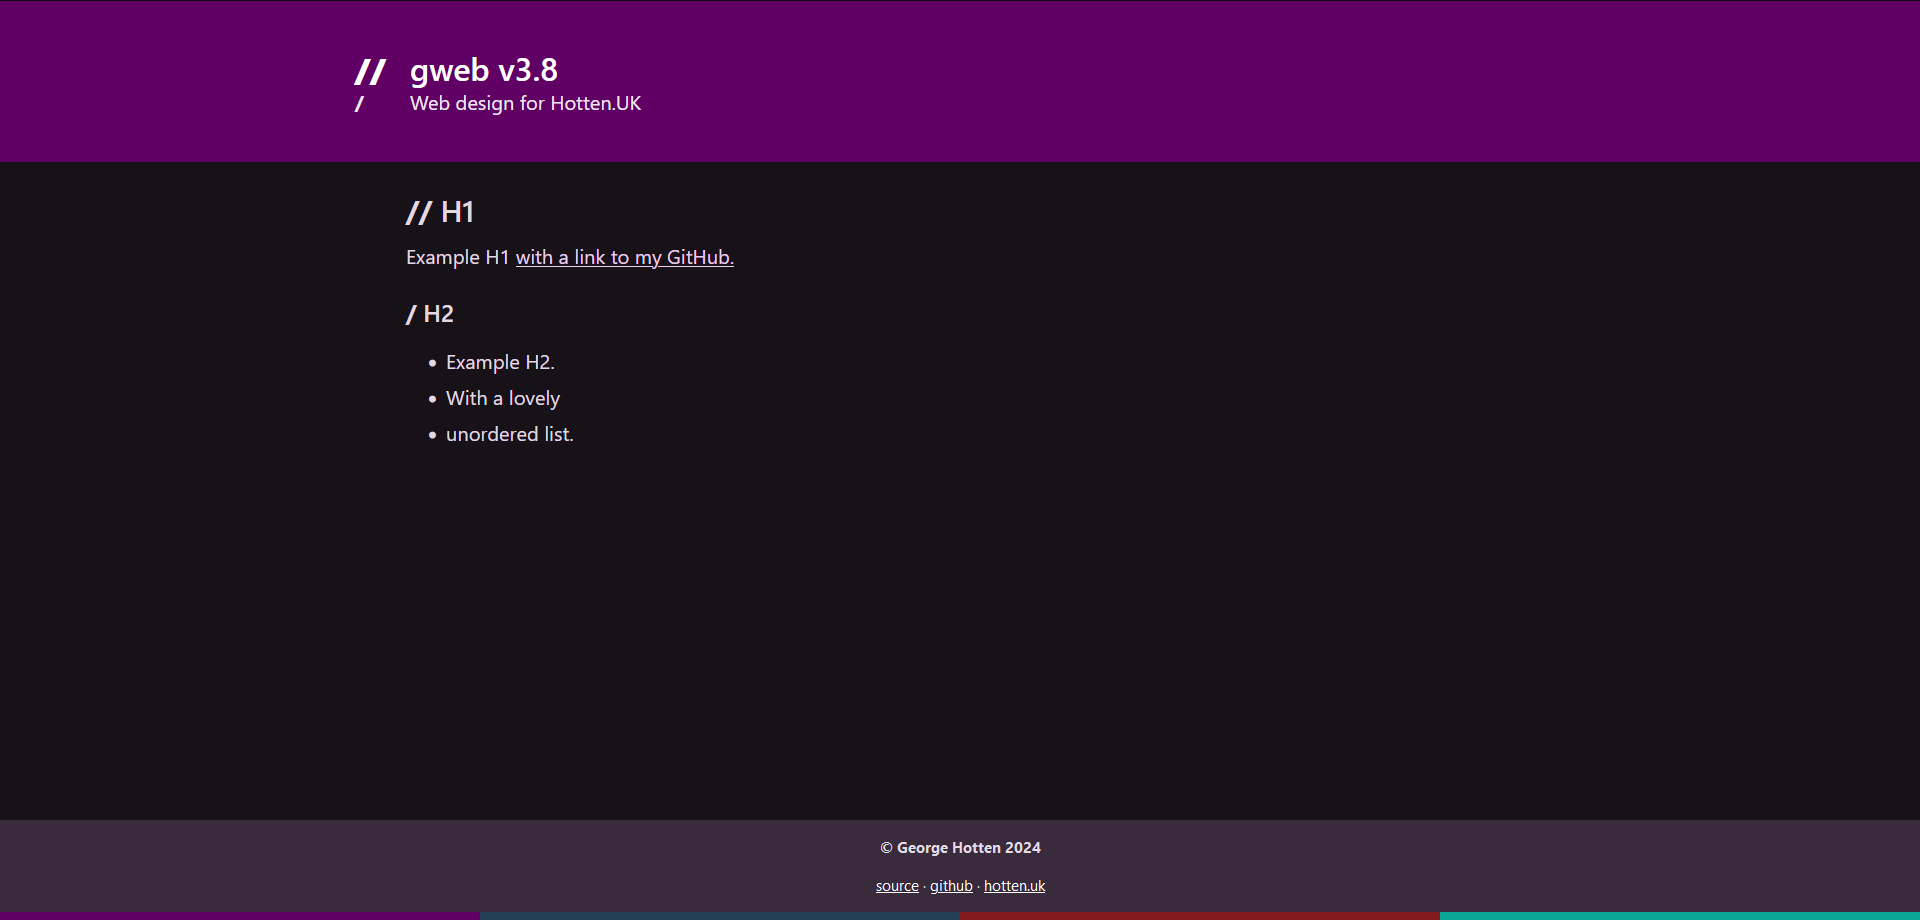 // gweb v3.8
/ Web design for Hotten.UK
// H1
Example H1 with a link to my GitHub.
/ H2
• Example H2.
• With a lovely
• unordered list.
© George Hotten 2024
source · github · hotten.uk